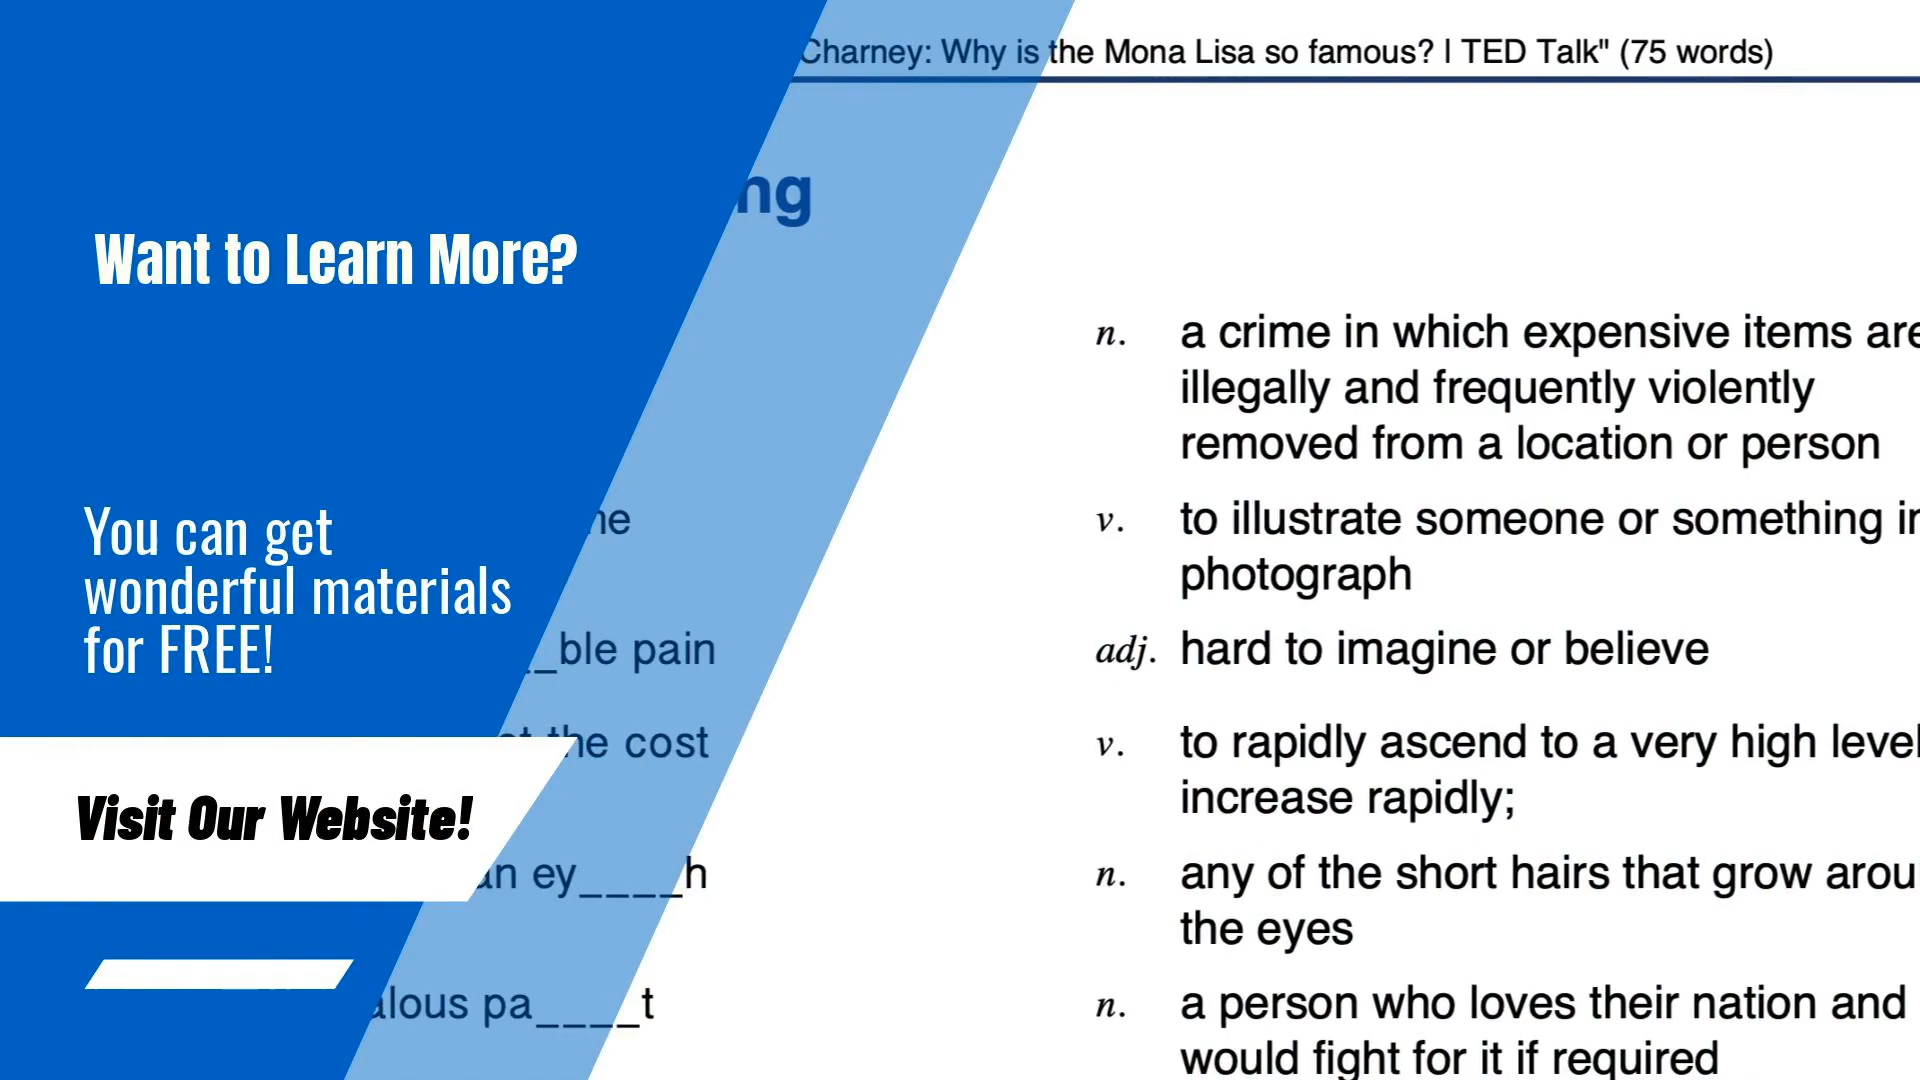 Charney: Why is the Mona Lisa so famous? | TED Talk" (75 words)
ng
Want to Learn More?
You can get
wonderful materials
for FREE!
Visit Our Website!
n. a crime in which expensive items are
illegally and frequently violently
removed from a location or person
v. to illustrate someone or something in
photograph
_ble pain
adj. hard to imagine or believe
the cost
v. to rapidly ascend to a very high level
increase rapidly;
an ey____h
n. any of the short hairs that grow arou
the eyes
alous pa____t
n. a person who loves their nation and
would fight for it if required